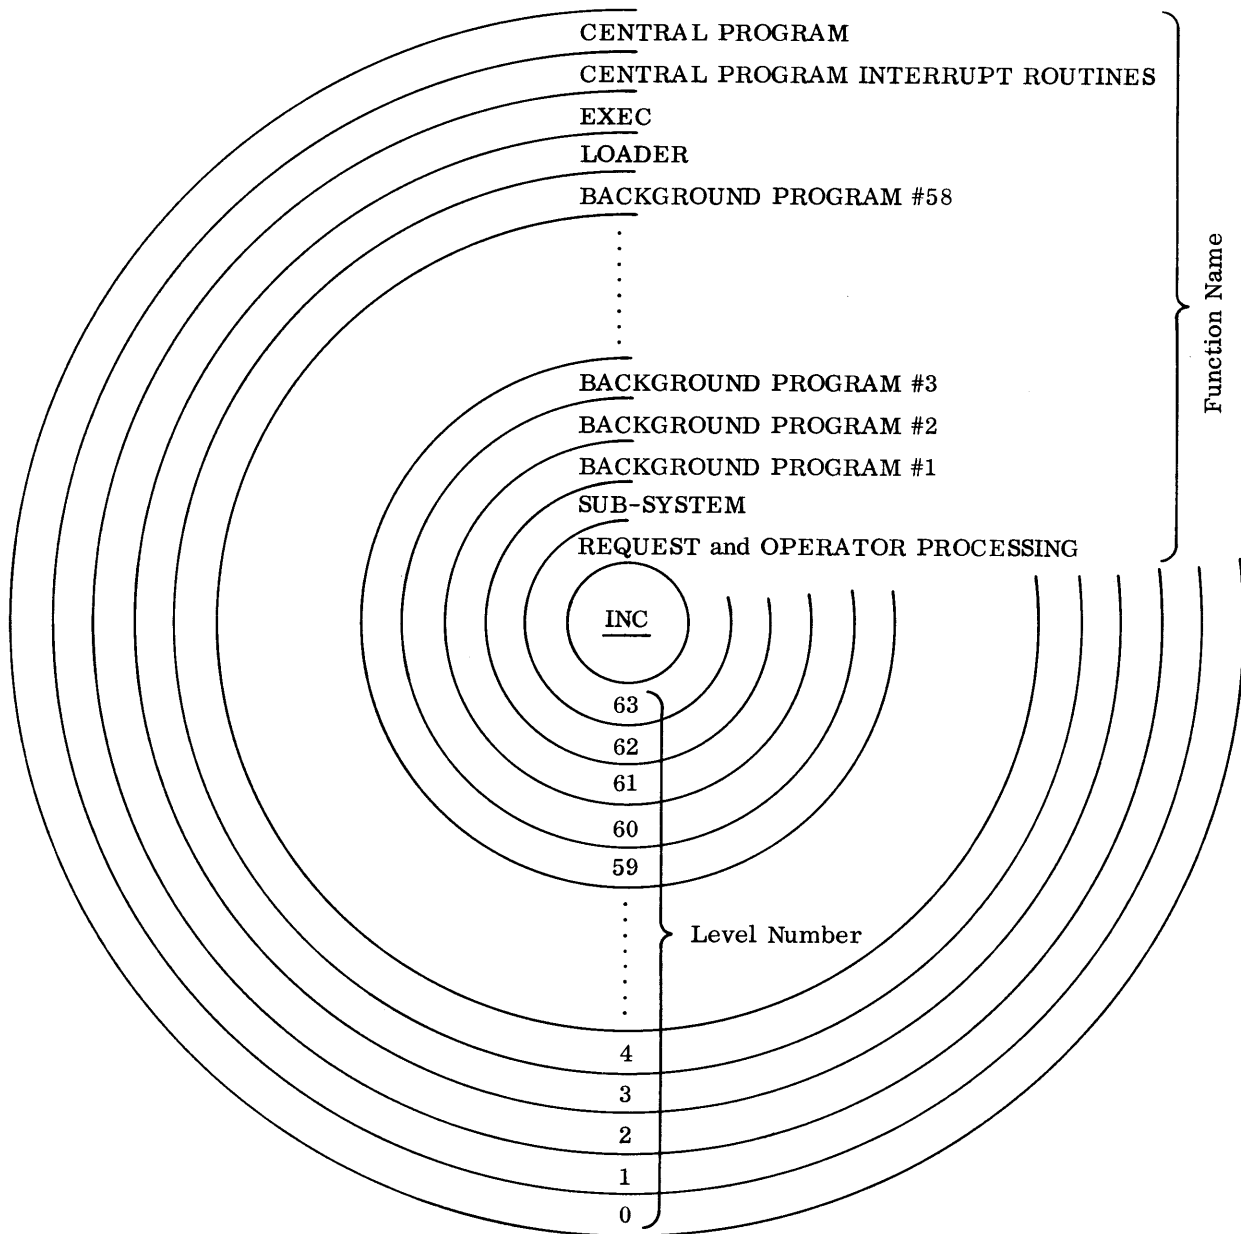 CENTRAL PROGRAM
CENTRAL PROGRAM INTERRUPT ROUTINES
EXEC
LOADER
BACKGROUND PROGRAM #58
BACKGROUND PROGRAM #3
BACKGROUND PROGRAM #2
BACKGROUND PROGRAM #1
SUB-SYSTEM
REQUEST and OPERATOR PROCESSING
Function Name
INC
63
62
61
60
59
Level Number
4
3
2
1
0